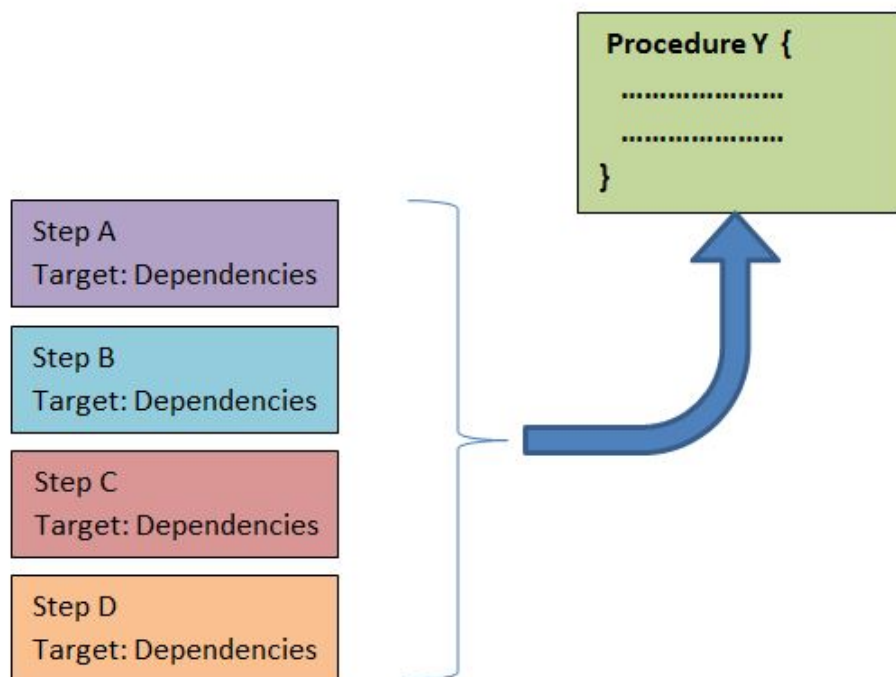 Procedure Y {
.......................
.......................
}
Step A
Target: Dependencies
Step B
Target: Dependencies
Step C
Target: Dependencies
Step D
Target: Dependencies